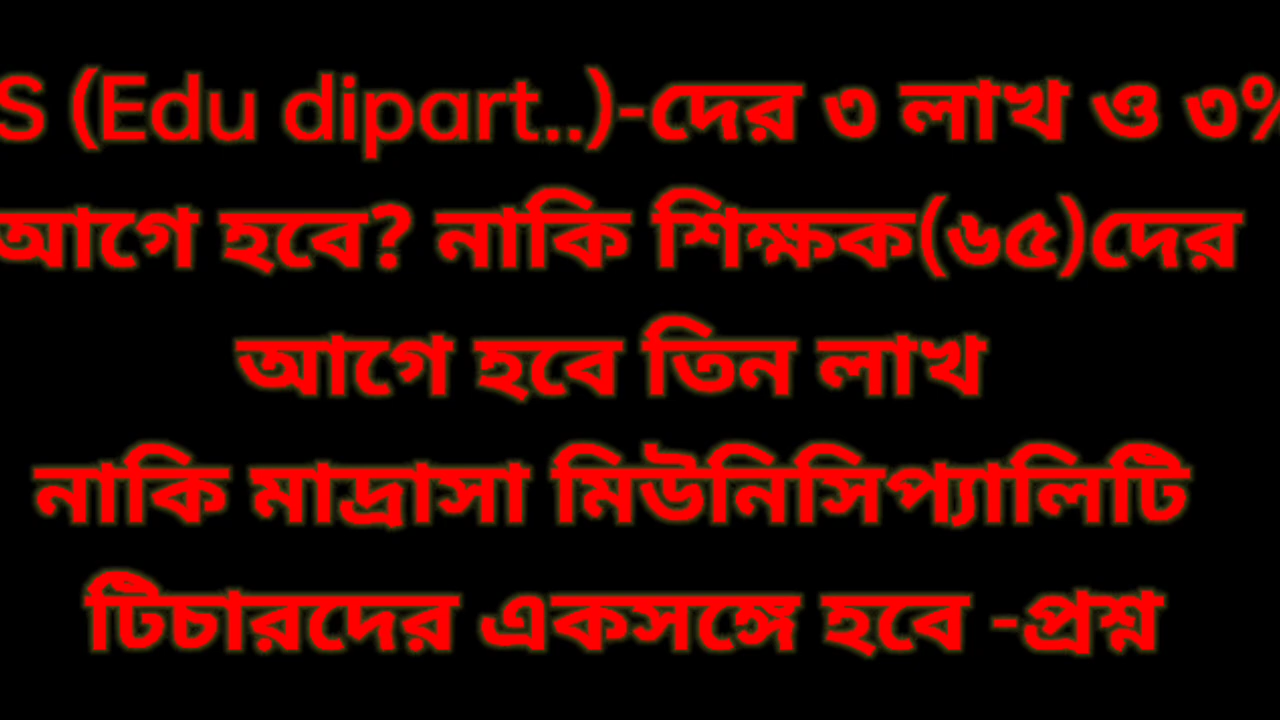 S (Edu dipart..)-দের ৩ লাখ ও ৩%
আগে হবে? নাকি শিক্ষক(৬৫)দের
আগে হবে তিন লাখ
নাকি মাদ্রাসা মিউনিসিপ্যালিটি
টিচারদের একসঙ্গে হবে -প্রশ্ন